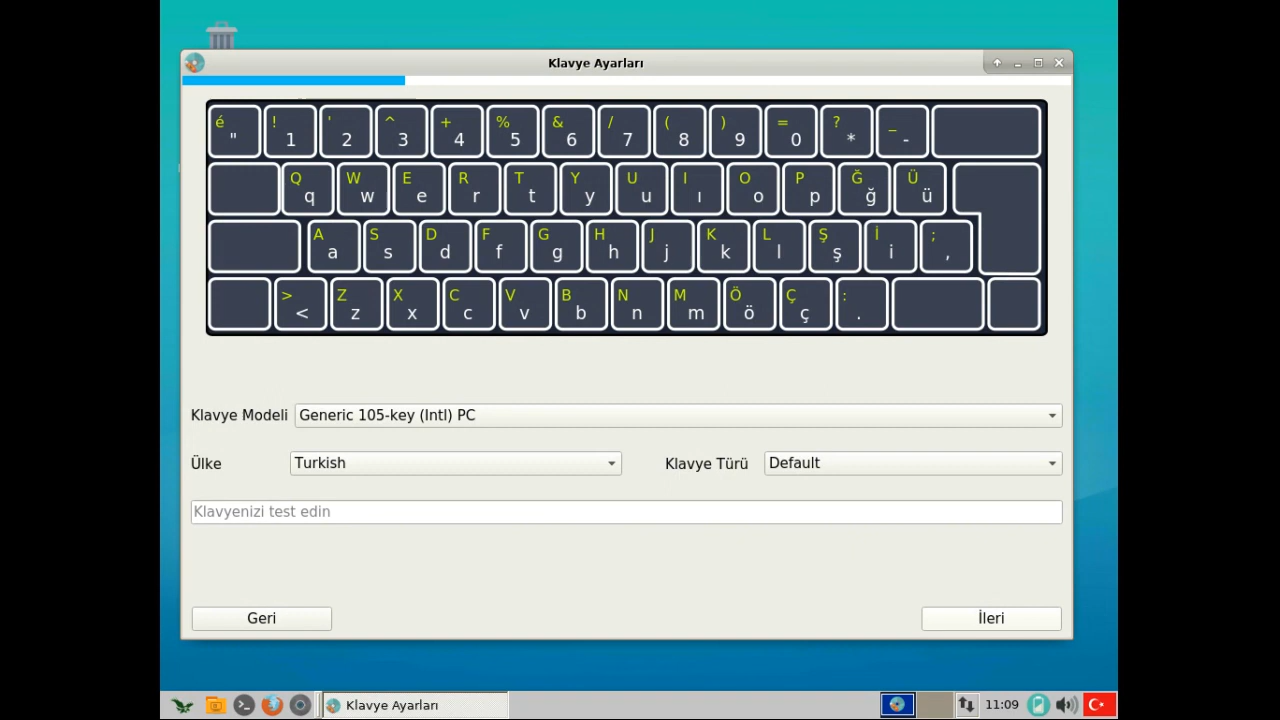 Klavye Ayarları
é ! ' ^ + % & / ( ) = ? _
" 1 2 3 4 5 6 7 8 9 0 * -
Q W E R T Y U I O P Ğ Ü
q w e r t y u ı o p ğ ü
A S D F G H J K L Ş İ ;
a s d f g h j k l ş i ,
> Z X C V B N M Ö Ç :
< z x c v b n m ö ç .
Klavye Modeli Generic 105-key (Intl) PC
Ülke Turkish Klavye Türü Default
Klavyenizi test edin
Geri İleri
Klavye Ayarları 11:09